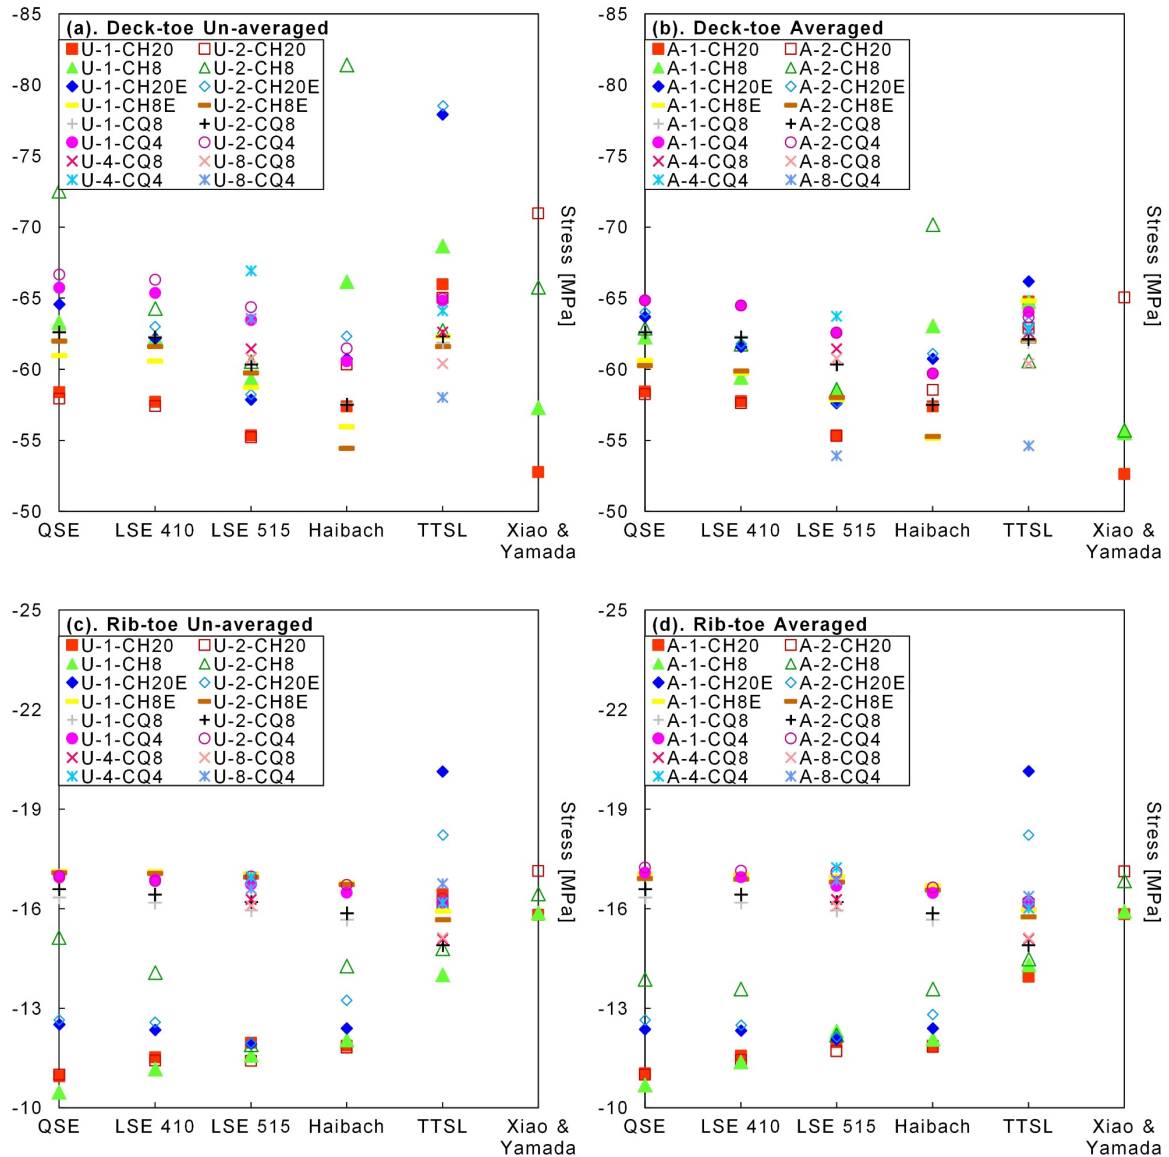 -85
(a). Deck-toe Un-averaged
U-1-CH20 U-2-CH20
U-1-CH8 U-2-CH8
U-1-CH20E U-2-CH20E
U-1-CH8E U-2-CH8E
U-1-CQ8 U-2-CQ8
U-1-CQ4 U-2-CQ4
U-4-CQ8 U-8-CQ8
U-4-CQ4 U-8-CQ4
-80
-75
-70
-65
-60
-55
-50
Stress [MPa]
QSE LSE 410 LSE 515 Haibach TTSL Xiao &
Yamada
-85
(b). Deck-toe Averaged
A-1-CH20 A-2-CH20
A-1-CH8 A-2-CH8
A-1-CH20E A-2-CH20E
A-1-CH8E A-2-CH8E
A-1-CQ8 A-2-CQ8
A-1-CQ4 A-2-CQ4
A-4-CQ8 A-8-CQ8
A-4-CQ4 A-8-CQ4
-80
-75
-70
-65
-60
-55
-50
Stress [MPa]
QSE LSE 410 LSE 515 Haibach TTSL Xiao &
Yamada
-25
(c). Rib-toe Un-averaged
U-1-CH20 U-2-CH20
U-1-CH8 U-2-CH8
U-1-CH20E U-2-CH20E
U-1-CH8E U-2-CH8E
U-1-CQ8 U-2-CQ8
U-1-CQ4 U-2-CQ4
U-4-CQ8 U-8-CQ8
U-4-CQ4 U-8-CQ4
-22
-19
-16
-13
-10
Stress [MPa]
QSE LSE 410 LSE 515 Haibach TTSL Xiao &
Yamada
-25
(d). Rib-toe Averaged
A-1-CH20 A-2-CH20
A-1-CH8 A-2-CH8
A-1-CH20E A-2-CH20E
A-1-CH8E A-2-CH8E
A-1-CQ8 A-2-CQ8
A-1-CQ4 A-2-CQ4
A-4-CQ8 A-8-CQ8
A-4-CQ4 A-8-CQ4
-22
-19
-16
-13
-10
Stress [MPa]
QSE LSE 410 LSE 515 Haibach TTSL Xiao &
Yamada